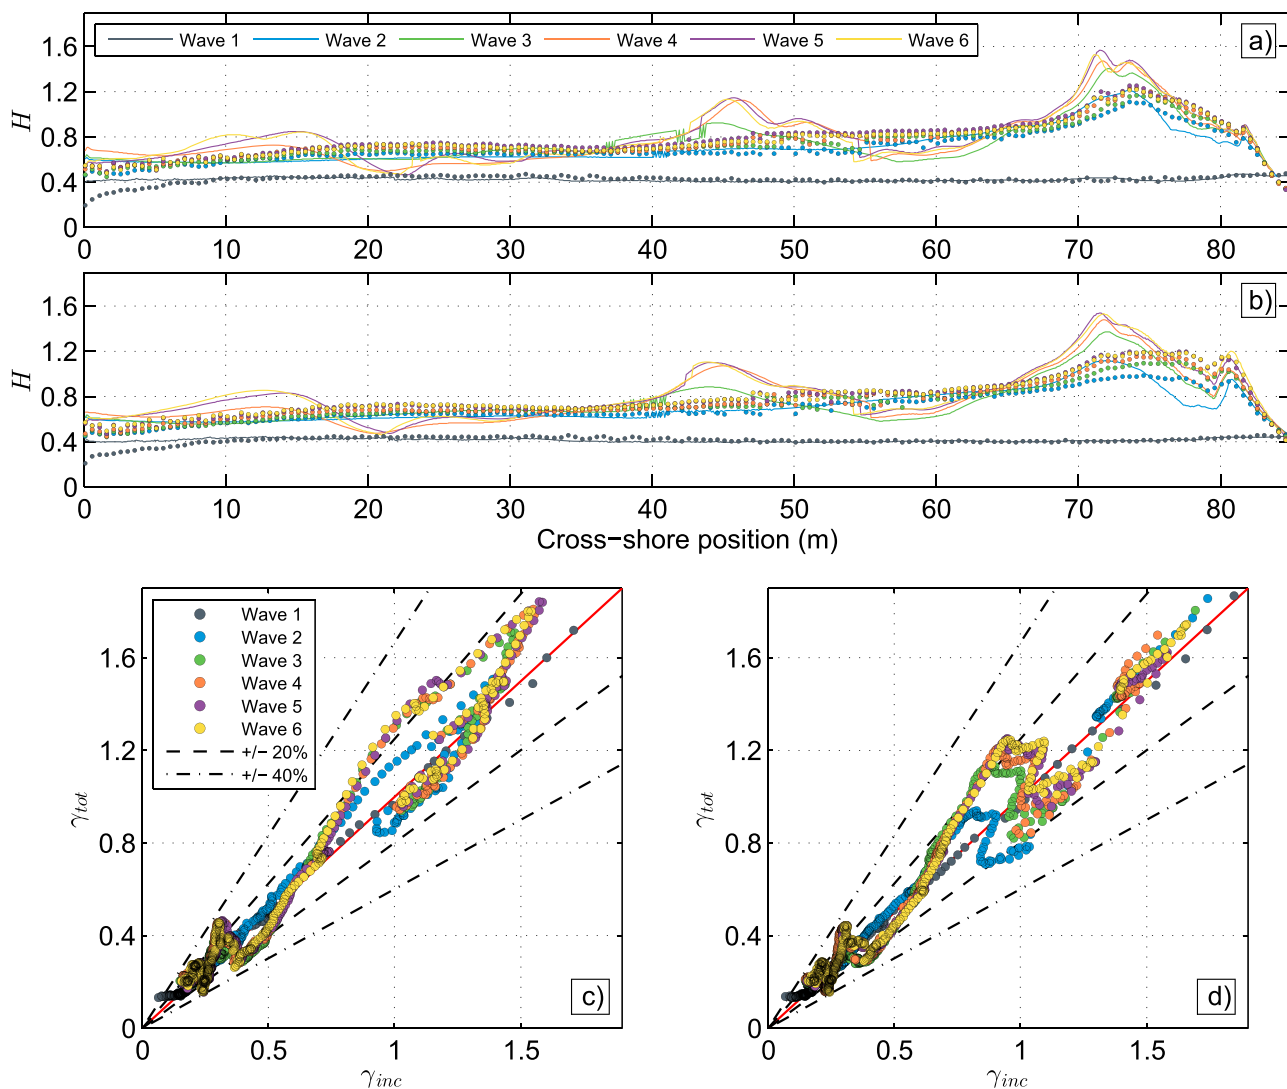 1.6
1.2
0.8
0.4
0
H
Wave 1 Wave 2 Wave 3 Wave 4 Wave 5 Wave 6
a)
0 10 20 30 40 50 60 70 80
1.6
1.2
0.8
0.4
0
H
b)
0 10 20 30 40 50 60 70 80
Cross−shore position (m)
Wave 1
Wave 2
Wave 3
Wave 4
Wave 5
Wave 6
+/− 20%
+/− 40%
1.6
1.2
0.8
0.4
0
γtot
c)
0 0.5 1 1.5
γinc
1.6
1.2
0.8
0.4
0
γtot
d)
0 0.5 1 1.5
γinc